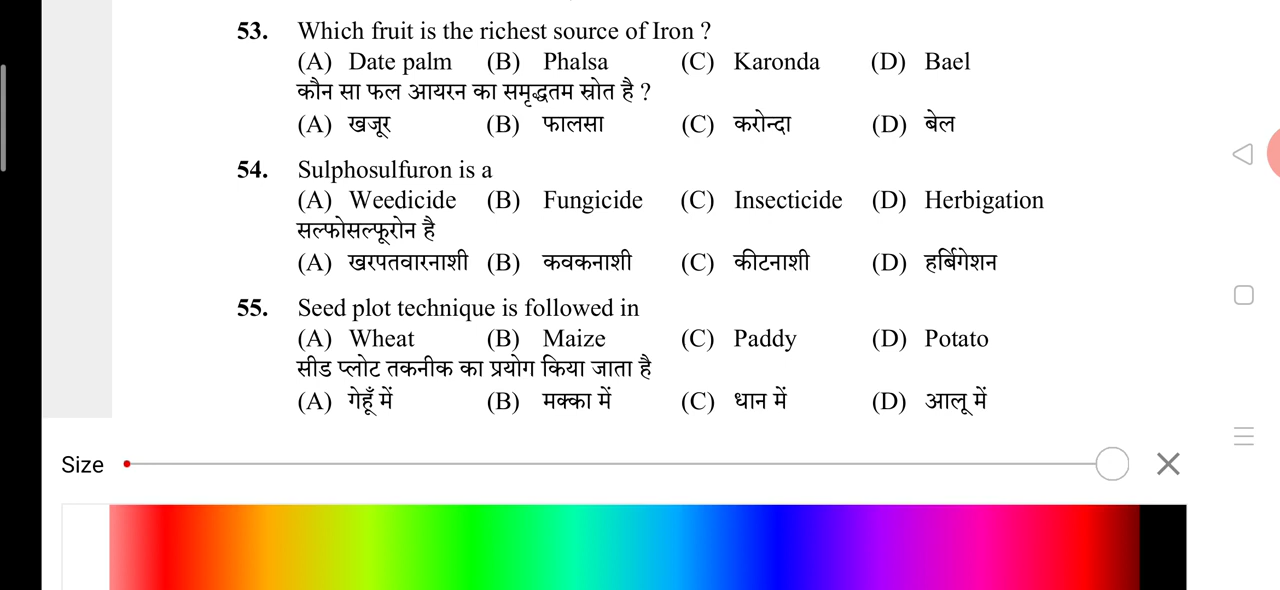 53. Which fruit is the richest source of Iron ?
(A) Date palm (B) Phalsa (C) Karonda (D) Bael
कौन सा फल आयरन का समृद्धतम स्रोत है ?
(A) खजूर (B) फालसा (C) करोन्दा (D) बेल
54. Sulphosulfuron is a
(A) Weedicide (B) Fungicide (C) Insecticide (D) Herbigation
सल्फोसल्फूरोन है
(A) खरपतवारनाशी (B) कवकनाशी (C) कीटनाशी (D) हर्बिगेशन
55. Seed plot technique is followed in
(A) Wheat (B) Maize (C) Paddy (D) Potato
सीड प्लोट तकनीक का प्रयोग किया जाता है
(A) गेहूँ में (B) मक्का में (C) धान में (D) आलू में
Size